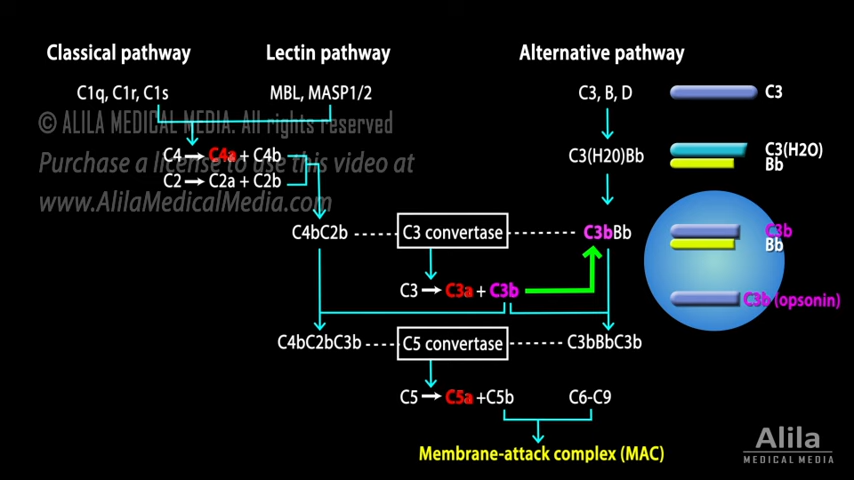 Classical pathway
Lectin pathway
Alternative pathway
C1q, C1r, C1s
MBL, MASP1/2
C3, B, D
C3
© ALILA MEDICAL MEDIA. All rights reserved
C4 → C4a + C4b
C3(H20)Bb
C3(H2O)
Bb
Purchase a license to use this video at
C2 → C2a + C2b
www.AlilaMedicalMedia.com
C4bC2b
C3 convertase
C3bBb
C3b
Bb
C3 → C3a + C3b
C3b (opsonin)
C4bC2bC3b
C5 convertase
C3bBbC3b
C5 → C5a +C5b
C6-C9
Membrane-attack complex (MAC)
Alila
MEDICAL MEDIA